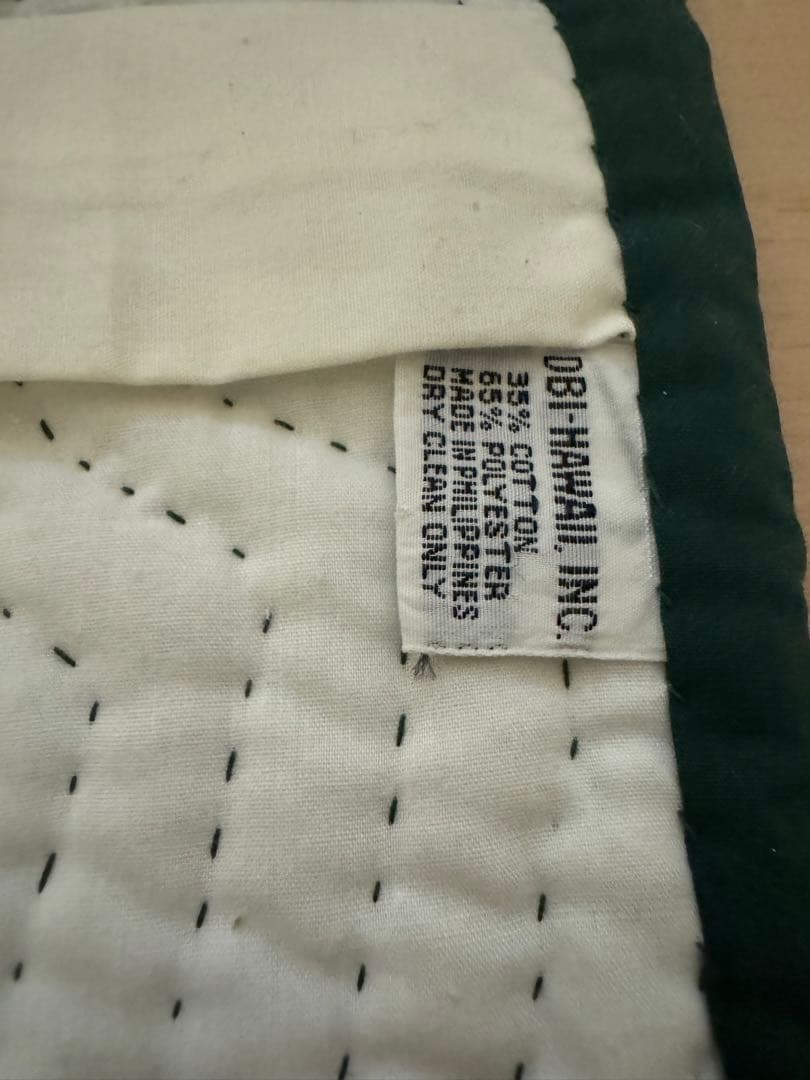 DBI-HAWAII, INC.
35% COTTON
65% POLYESTER
MADE IN PHILIPPINES
DRY CLEAN ONLY